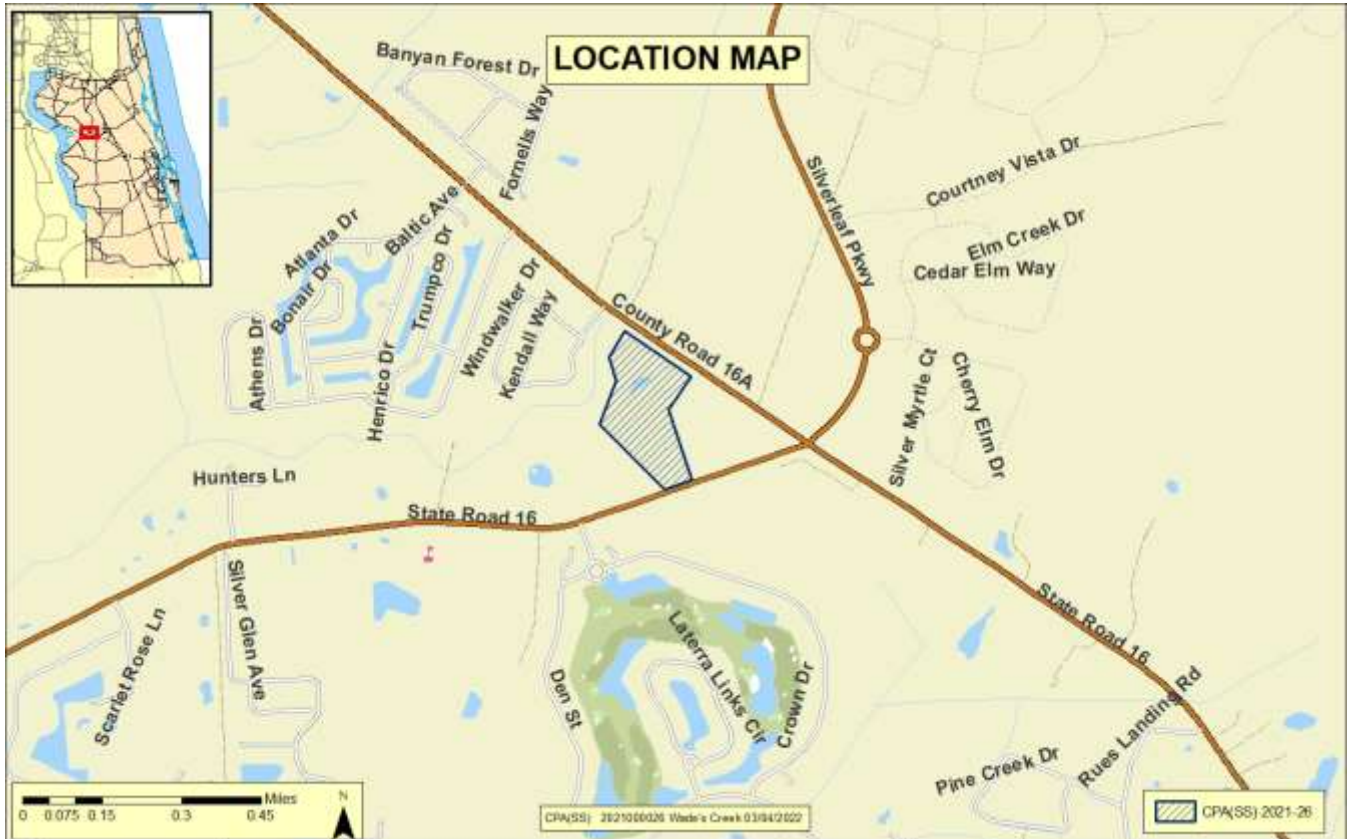 LOCATION MAP
Banyan Forest Dr
Fornells Way
Silverleaf Pkwy
Courtney Vista Dr
Elm Creek Dr
Cedar Elm Way
Atlanta Dr
Baltic Ave
Bonair Dr
Trumpco Dr
Windwalker Dr
Kendall Way
County Road 16A
Athens Dr
Henrico Dr
Silver Myrtle Ct
Cherry Elm Dr
Hunters Ln
State Road 16
Silver Glen Ave
Scarlet Rose Ln
Den St
Laterra Links Cir
Crown Dr
State Road 16
Rues Landing Rd
Pine Creek Dr
Miles
0 0.075 0.15 0.3 0.45
N
CPA(SS) 2021000026 Wade's Creek 03/04/2022
CPA(SS) 2021-26